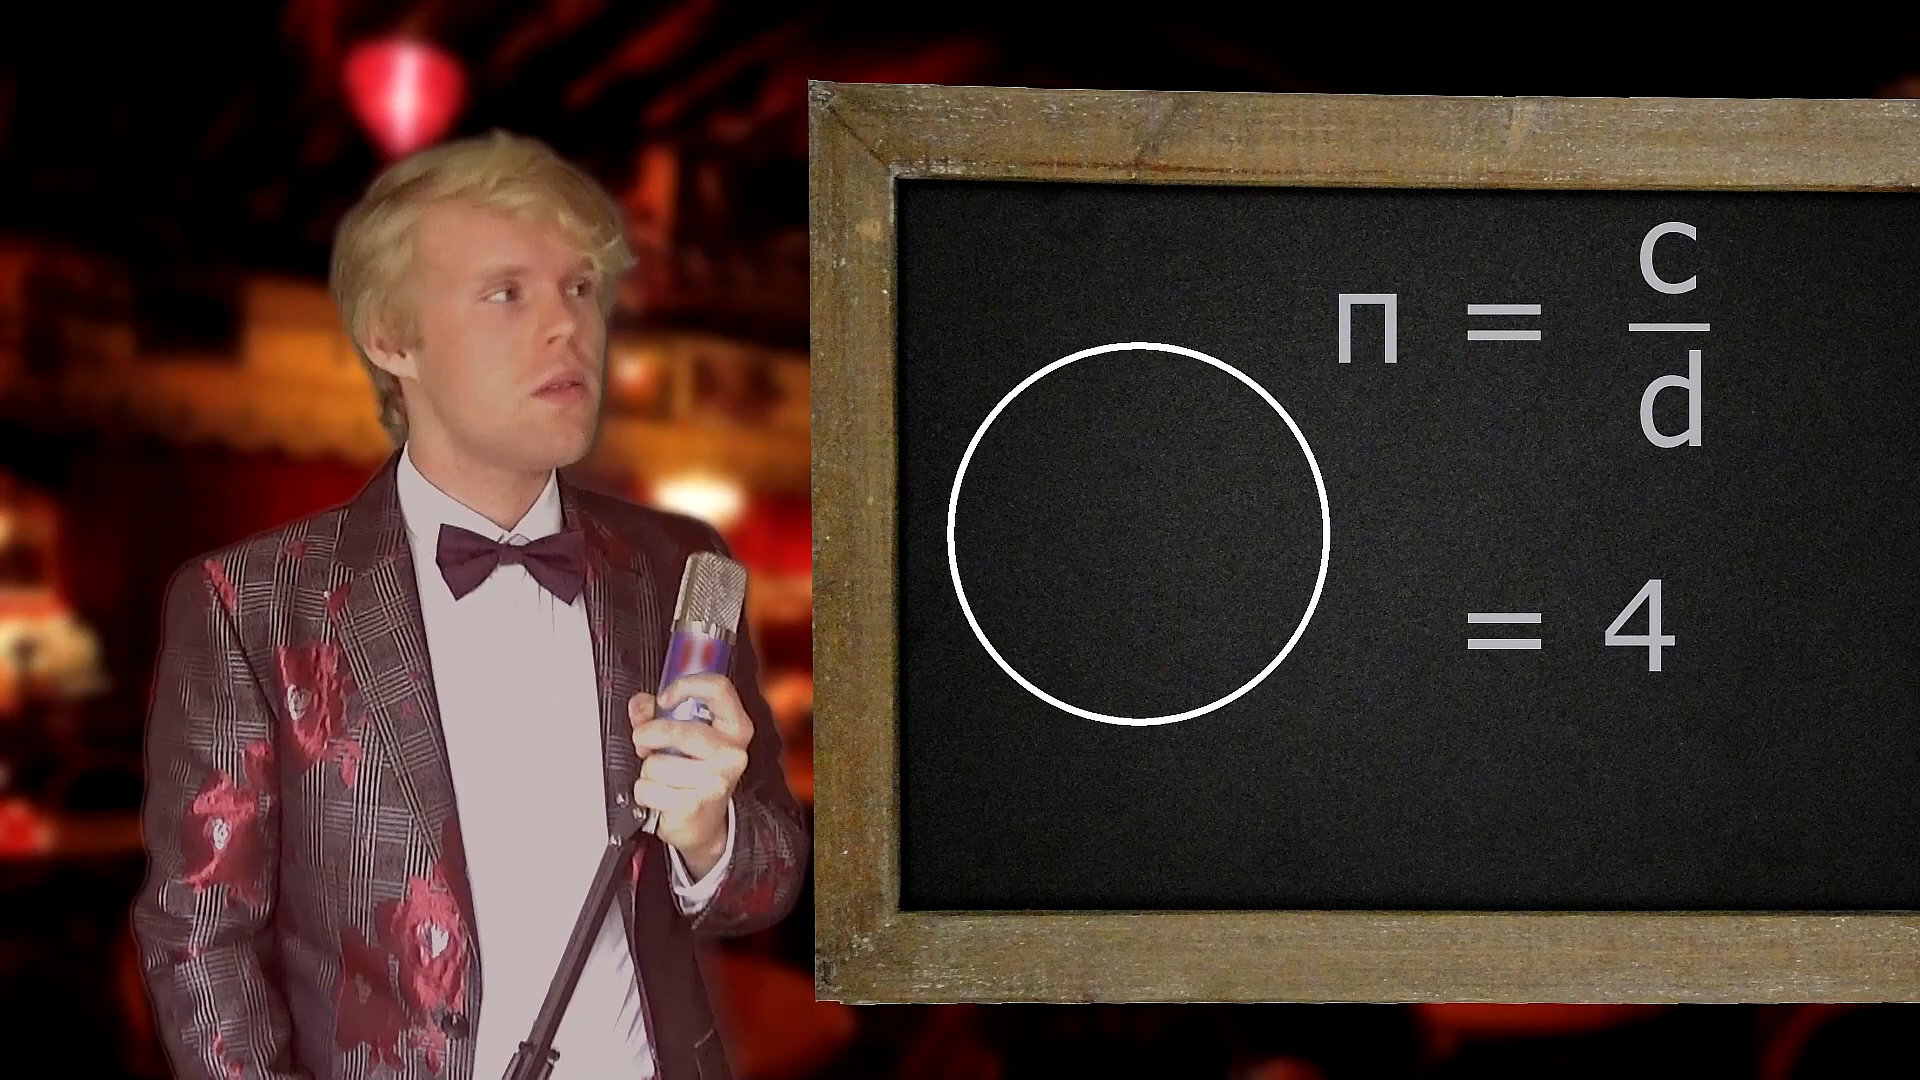 π = c/d
= 4